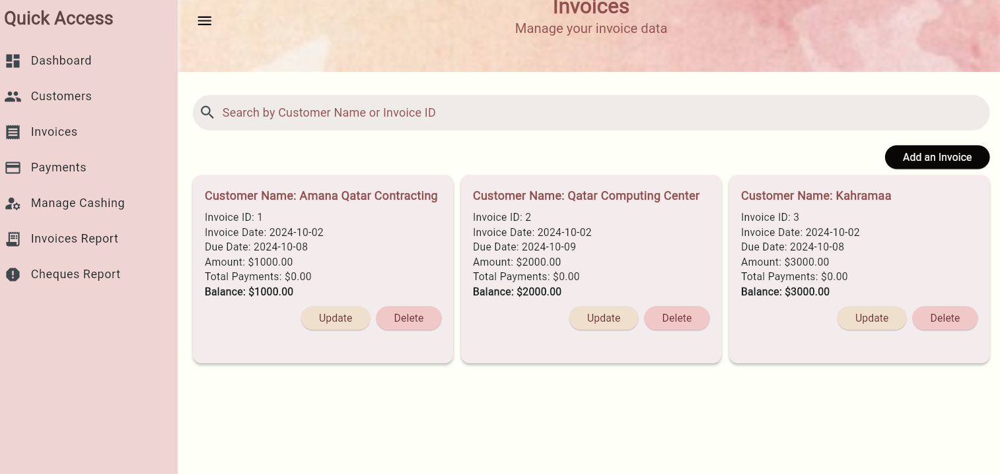 Quick Access
Dashboard
Customers
Invoices
Payments
Manage Cashing
Invoices Report
Cheques Report
Invoices
Manage your invoice data
Search by Customer Name or Invoice ID
Add an Invoice
Customer Name: Amana Qatar Contracting
Invoice ID: 1
Invoice Date: 2024-10-02
Due Date: 2024-10-08
Amount: $1000.00
Total Payments: $0.00
Balance: $1000.00
Update Delete
Customer Name: Qatar Computing Center
Invoice ID: 2
Invoice Date: 2024-10-02
Due Date: 2024-10-09
Amount: $2000.00
Total Payments: $0.00
Balance: $2000.00
Update Delete
Customer Name: Kahramaa
Invoice ID: 3
Invoice Date: 2024-10-02
Due Date: 2024-10-08
Amount: $3000.00
Total Payments: $0.00
Balance: $3000.00
Update Delete